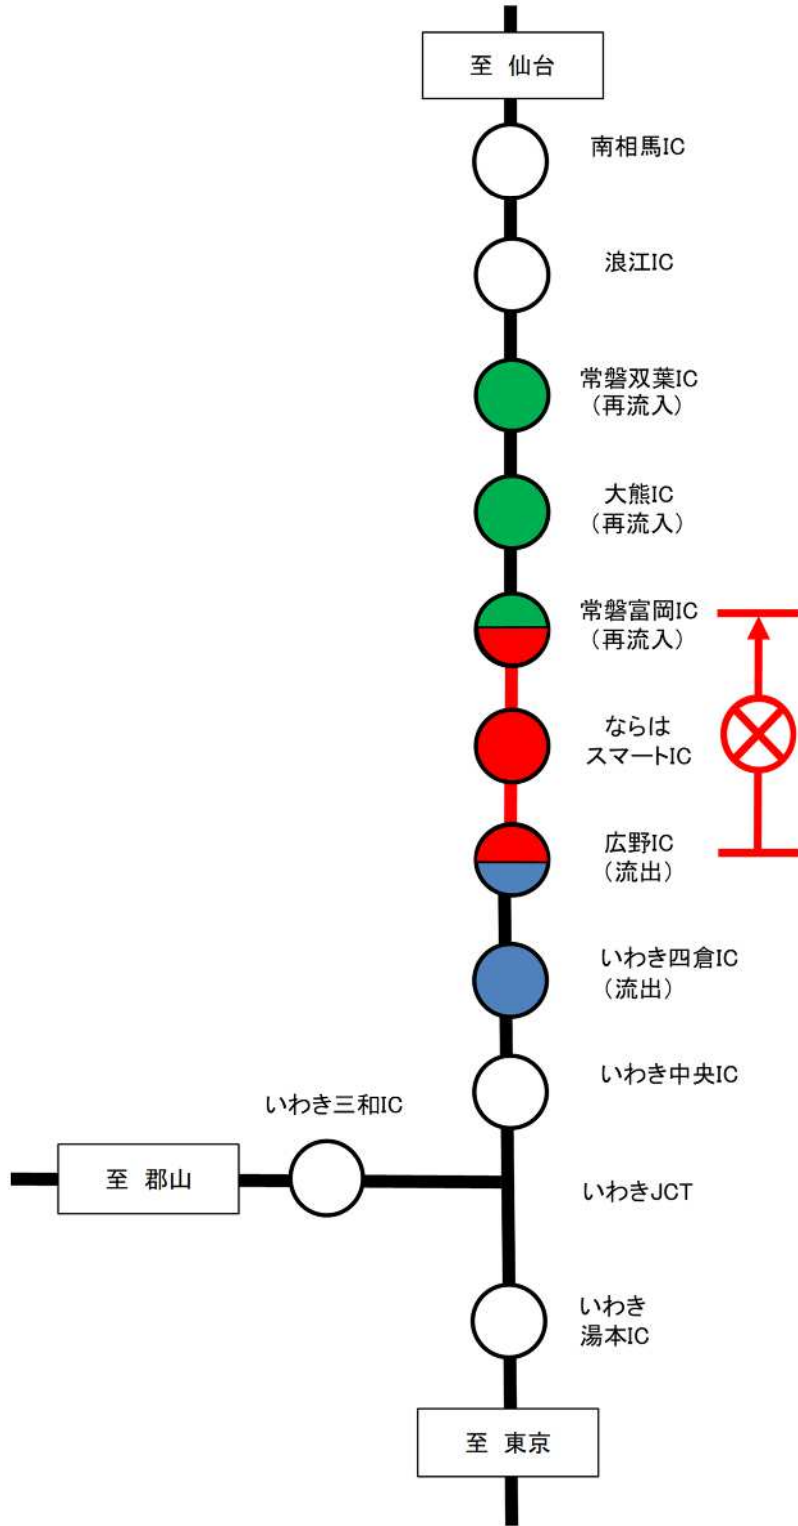 至 仙台
南相馬IC
浪江IC
常磐双葉IC
（再流入）
大熊IC
（再流入）
常磐富岡IC
（再流入）
ならは
スマートIC
広野IC
（流出）
いわき四倉IC
（流出）
いわき中央IC
いわき三和IC
至 郡山
いわきJCT
いわき
湯本IC
至 東京